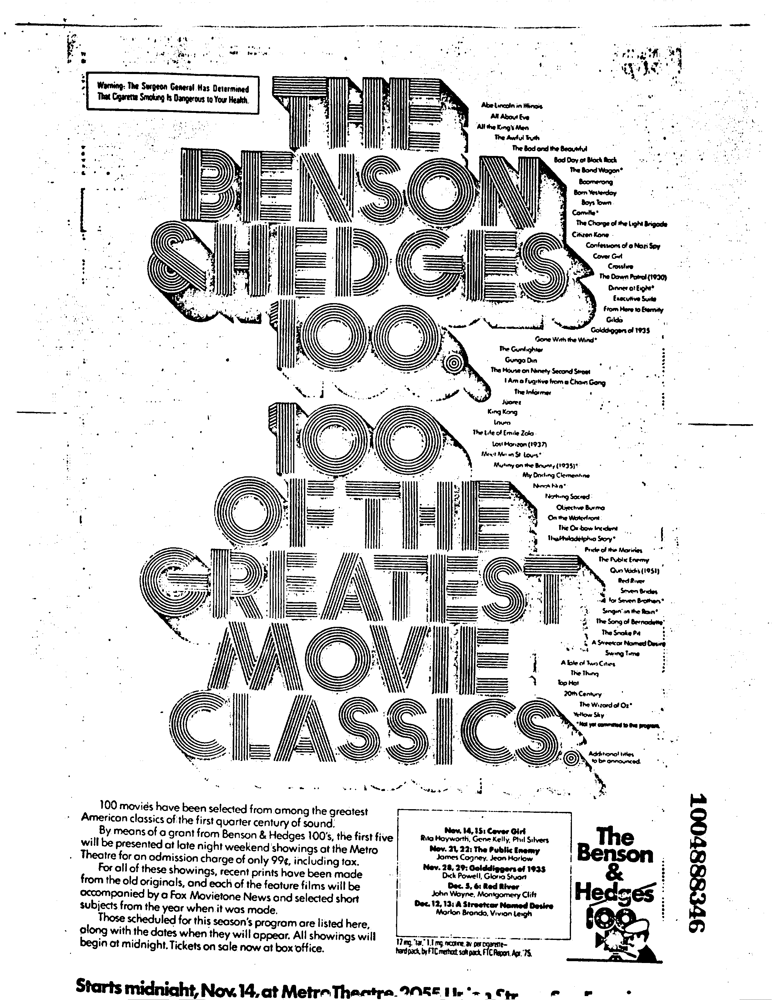 Warning: The Surgeon General Has Determined
That Cigarette Smoking Is Dangerous to Your Health.
THE
BENSON
& HEDGES
100
100
OF THE
GREATEST
MOVIE
CLASSICS
Abe Lincoln in Illinois
All About Eve
All the King's Men
The Awful Truth
The Bad and the Beautiful
Bad Day at Black Rock
The Band Wagon*
Boomerang
Born Yesterday
Boys Town
Camille*
The Charge of the Light Brigade
Citizen Kane
Confessions of a Nazi Spy
Cover Girl
Crossfire
The Dawn Patrol (1930)
Dinner at Eight*
Executive Suite
From Here to Eternity
Gilda
Golddiggers of 1935
Gone With the Wind*
The Gunfighter
Gunga Din
The House on Ninety Second Street
I Am a Fugitive from a Chain Gang
The Informer
Juarez
King Kong
Laura
The Life of Emile Zola
Lost Horizon (1937)
Meet Me in St. Louis*
Mutiny on the Bounty (1935)*
My Darling Clementine
Nothing Sacred
Objective Burma
On the Waterfront
The Ox-bow Incident
The Philadelphia Story*
Pride of the Marines
The Public Enemy
Quo Vadis (1951)
Red River
Seven Brides
for Seven Brothers*
Singin' in the Rain*
The Song of Bernadette
The Snake Pit
A Streetcar Named Desire
Swing Time
A Tale of Two Cities
The Thing
Top Hat
20th Century
The Wizard of Oz*
Yellow Sky
*Not yet committed to the program.
Additional titles
to be announced.
100 movies have been selected from among the greatest
American classics of the first quarter century of sound.
By means of a grant from Benson & Hedges 100's, the first five
will be presented at late night weekend showings at the Metro
Theatre for an admission charge of only 99¢, including tax.
For all of these showings, recent prints have been made
from the old originals, and each of the feature films will be
accompanied by a Fox Movietone News and selected short
subjects from the year when it was made.
Those scheduled for this season's program are listed here,
along with the dates when they will appear. All showings will
begin at midnight. Tickets on sale now at box office.
Nov. 14, 15: Cover Girl
Rita Hayworth, Gene Kelly, Phil Silvers
Nov. 21, 22: The Public Enemy
James Cagney, Jean Harlow
Nov. 28, 29: Golddiggers of 1935
Dick Powell, Gloria Stuart
Dec. 5, 6: Red River
John Wayne, Montgomery Clift
Dec. 12, 13: A Streetcar Named Desire
Marlon Brando, Vivian Leigh
17 mg. "tar," 1.1 mg. nicotine, av. per cigarette—
hard pack, by FTC method; soft pack, FTC Report, Apr. '75.
The
Benson
&
Hedges
100
1004888346
Starts midnight, Nov. 14, at Metro Theatre, 2055